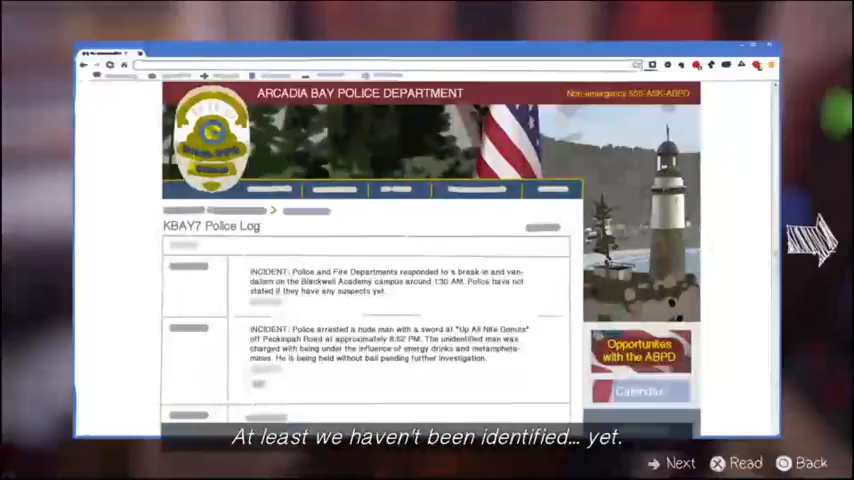 ARCADIA BAY POLICE DEPARTMENT
Non-emergency 555-ASK-ABPD
KBAY7 Police Log
INCIDENT: Police and Fire Departments responded to a break-in and van-
dalism on the Blackwell Academy campus around 1:30 AM. Police have not
stated if they have any suspects yet.
INCIDENT: Police arrested a nude man with a sword at "Up All Nite Donuts"
off Peckinpah Road at approximately 8:52 PM. The unidentified man was
charged with being under the influence of energy drinks and metampheta-
mines. He is being held without bail pending further investigation.
Opportunites
with the ABPD
Calendar
At least we haven't been identified... yet.
Next
Read
Back